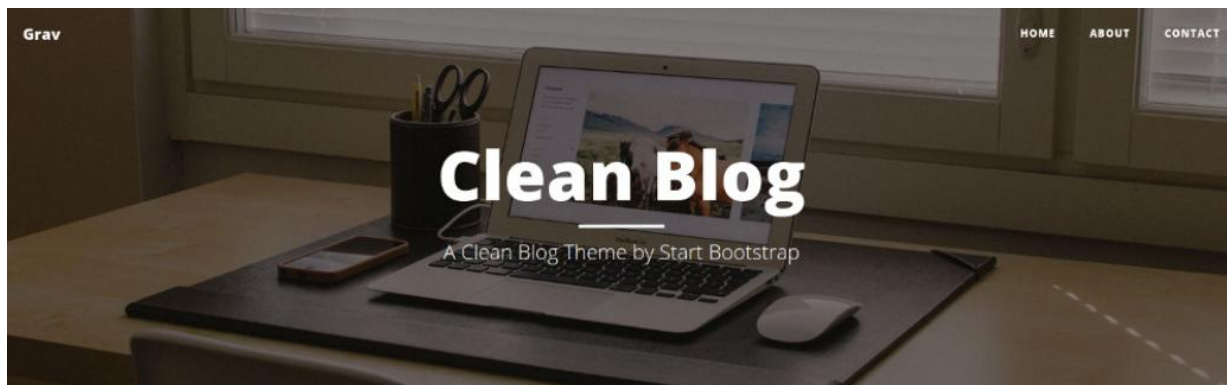 Grav
HOME ABOUT CONTACT
Clean Blog
A Clean Blog Theme by Start Bootstrap